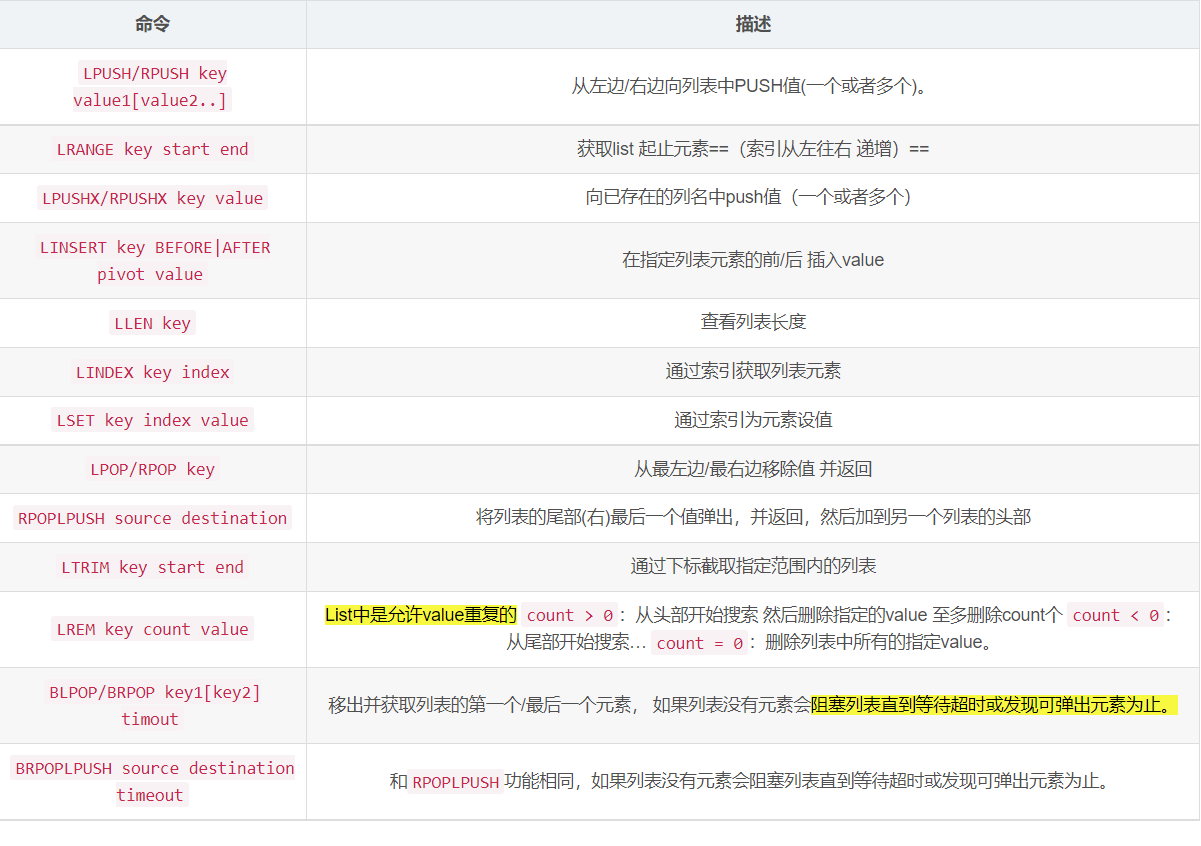 命令 描述
LPUSH/RPUSH key
value1[value2..]
从左边/右边向列表中PUSH值(一个或者多个)。
LRANGE key start end
获取list 起止元素==（索引从左往右 递增）==
LPUSHX/RPUSHX key value
向已存在的列名中push值（一个或者多个）
LINSERT key BEFORE|AFTER
pivot value
在指定列表元素的前/后 插入value
LLEN key
查看列表长度
LINDEX key index
通过索引获取列表元素
LSET key index value
通过索引为元素设值
LPOP/RPOP key
从最左边/最右边移除值 并返回
RPOPLPUSH source destination
将列表的尾部(右)最后一个值弹出，并返回，然后加到另一个列表的头部
LTRIM key start end
通过下标截取指定范围内的列表
LREM key count value
List中是允许value重复的 count > 0：从头部开始搜索 然后删除指定的value 至多删除count个 count < 0：
从尾部开始搜索… count = 0：删除列表中所有的指定value。
BLPOP/BRPOP key1[key2]
timout
移出并获取列表的第一个/最后一个元素， 如果列表没有元素会阻塞列表直到等待超时或发现可弹出元素为止。
BRPOPLPUSH source destination
timeout
和 RPOPLPUSH 功能相同，如果列表没有元素会阻塞列表直到等待超时或发现可弹出元素为止。